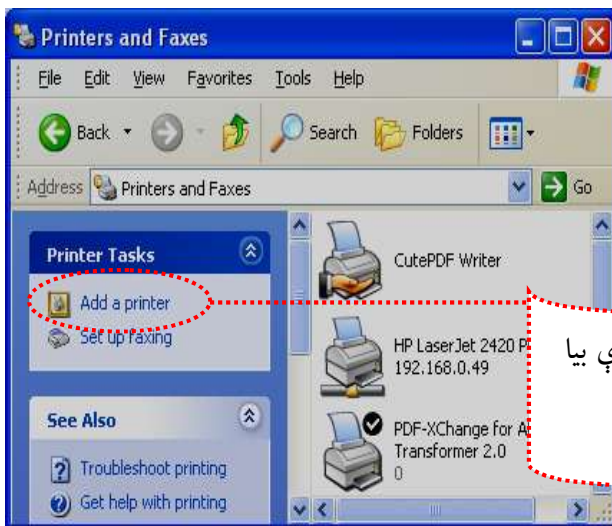 Printers and Faxes
File Edit View Favorites Tools Help
Back Search Folders
Address Printers and Faxes Go
Printer Tasks
Add a printer
Set up faxing
See Also
Troubleshoot printing
Get help with printing
CutePDF Writer
HP LaserJet 2420 P
192.168.0.49
PDF-XChange for A
Transformer 2.0
0
ې بيا